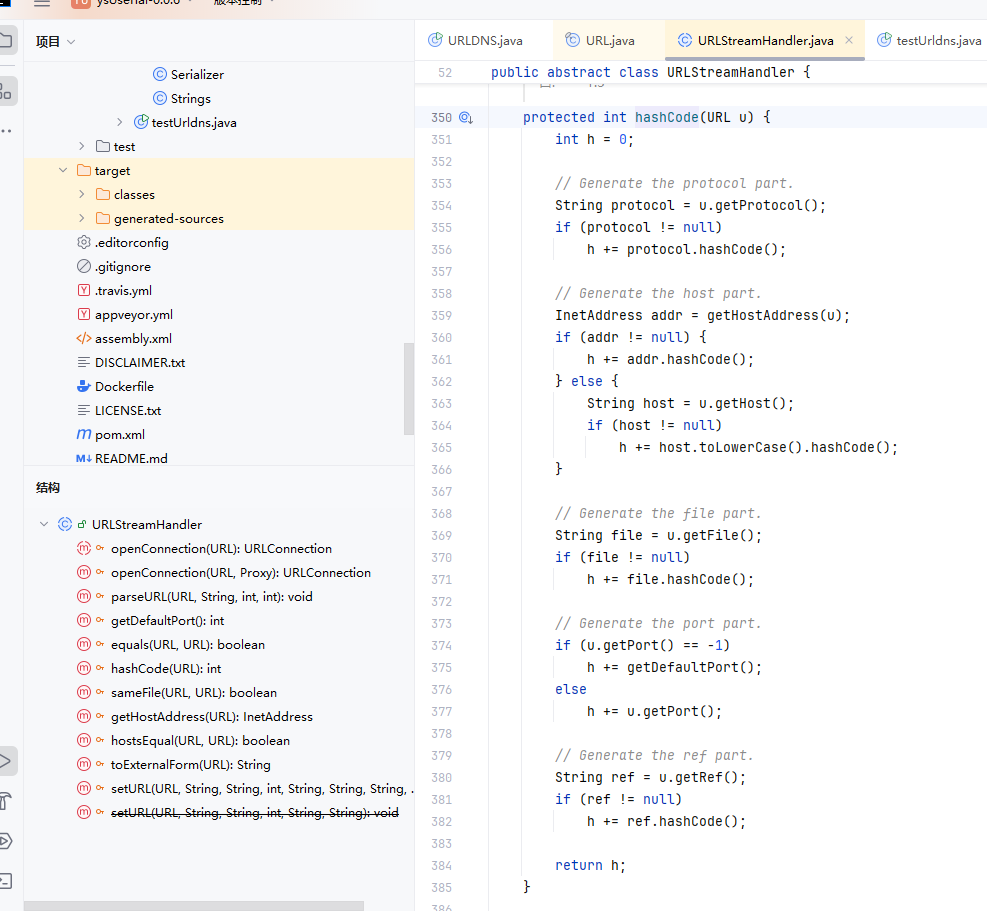 项目
Serializer
Strings
testUrldns.java
test
target
classes
generated-sources
.editorconfig
.gitignore
.travis.yml
appveyor.yml
assembly.xml
DISCLAIMER.txt
Dockerfile
LICENSE.txt
pom.xml
README.md
结构
URLStreamHandler
openConnection(URL): URLConnection
openConnection(URL, Proxy): URLConnection
parseURL(URL, String, int, int): void
getDefaultPort(): int
equals(URL, URL): boolean
hashCode(URL): int
sameFile(URL, URL): boolean
getHostAddress(URL): InetAddress
hostsEqual(URL, URL): boolean
toExternalForm(URL): String
setURL(URL, String, String, int, String, String, String, .
setURL(URL, String, String, int, String, String): void
URLDNS.java URL.java URLStreamHandler.java testUrldns.java
52 public abstract class URLStreamHandler {
350 protected int hashCode(URL u) {
351 int h = 0;
352
353 // Generate the protocol part.
354 String protocol = u.getProtocol();
355 if (protocol != null)
356 h += protocol.hashCode();
357
358 // Generate the host part.
359 InetAddress addr = getHostAddress(u);
360 if (addr != null) {
361 h += addr.hashCode();
362 } else {
363 String host = u.getHost();
364 if (host != null)
365 h += host.toLowerCase().hashCode();
366 }
367
368 // Generate the file part.
369 String file = u.getFile();
370 if (file != null)
371 h += file.hashCode();
372
373 // Generate the port part.
374 if (u.getPort() == -1)
375 h += getDefaultPort();
376 else
377 h += u.getPort();
378
379 // Generate the ref part.
380 String ref = u.getRef();
381 if (ref != null)
382 h += ref.hashCode();
383
384 return h;
385 }